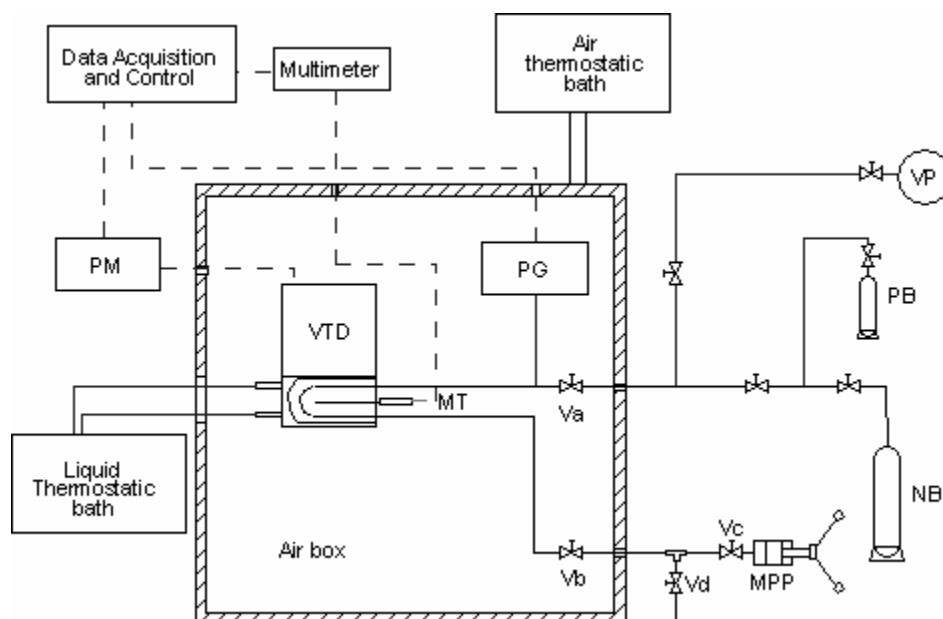 Data Acquisition
and Control
Multimeter
Air
thermostatic
bath
VP
PM
PG
PB
VTD
MT
Va
Liquid
Thermostatic
bath
NB
Air box
Vb
Vc
Vd
MPP